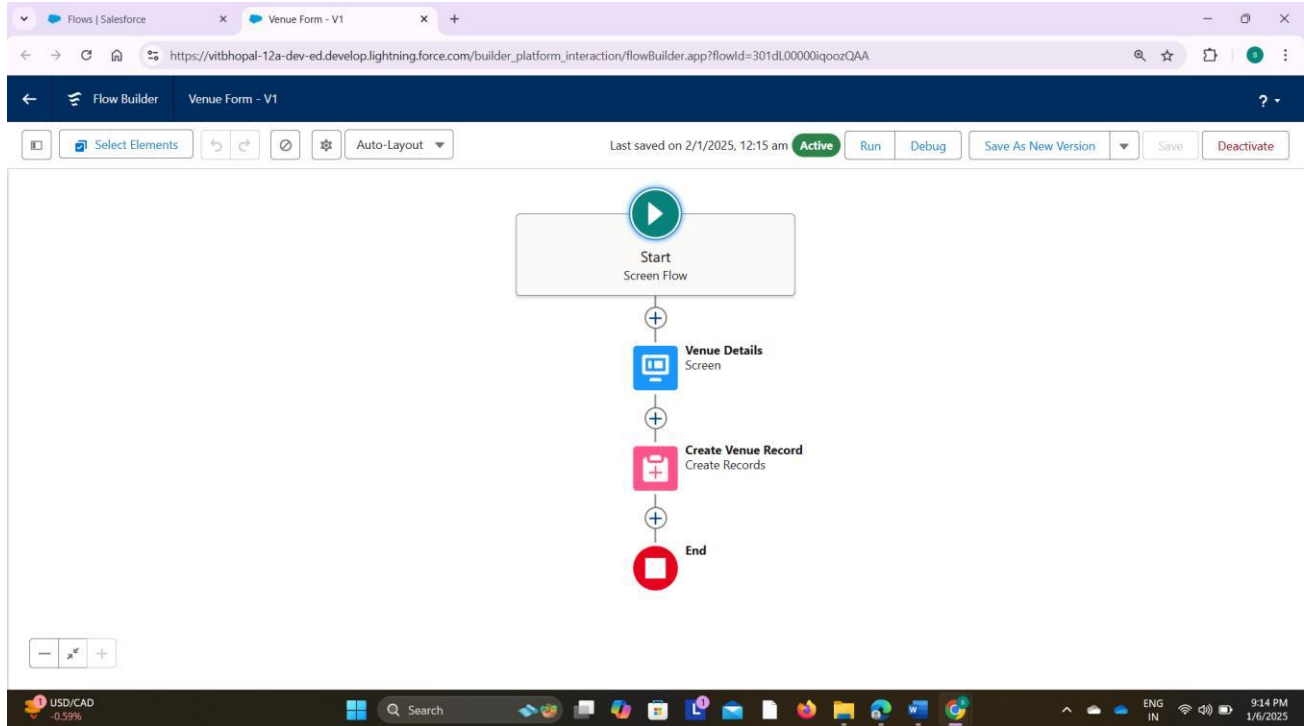 Flows | Salesforce
Venue Form - V1
https://vitbhopal-12a-dev-ed.develop.lightning.force.com/builder_platform_interaction/flowBuilder.app?flowId=301dL00000iqoozQAA
S
Flow Builder
Venue Form - V1
?
Select Elements
Auto-Layout
Last saved on 2/1/2025, 12:15 am
Active
Run
Debug
Save As New Version
Save
Deactivate
Start
Screen Flow
Venue Details
Screen
Create Venue Record
Create Records
End
1
USD/CAD
-0.59%
Search
ENG
IN
9:14 PM
1/6/2025